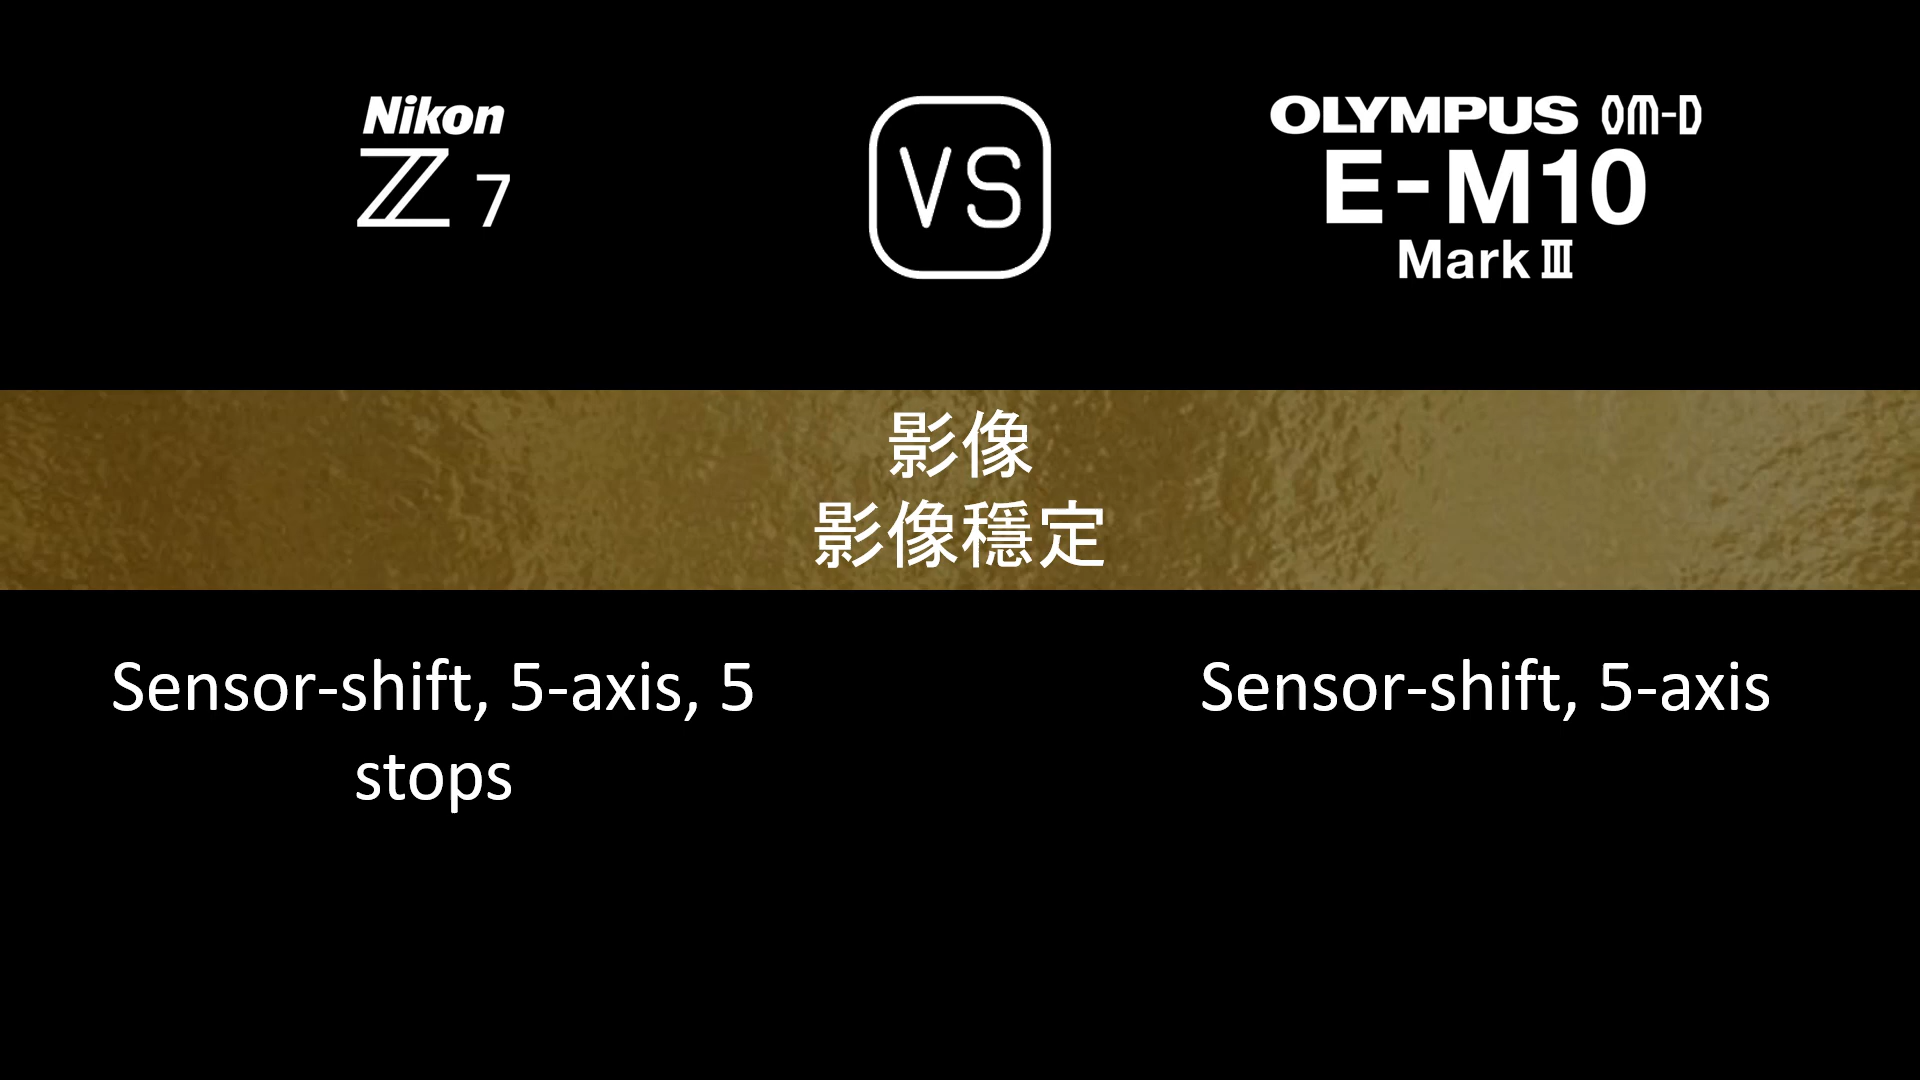 Nikon
Z 7
VS
OLYMPUS OM-D
E-M10
Mark III
影像
影像穩定
Sensor-shift, 5-axis, 5
stops
Sensor-shift, 5-axis